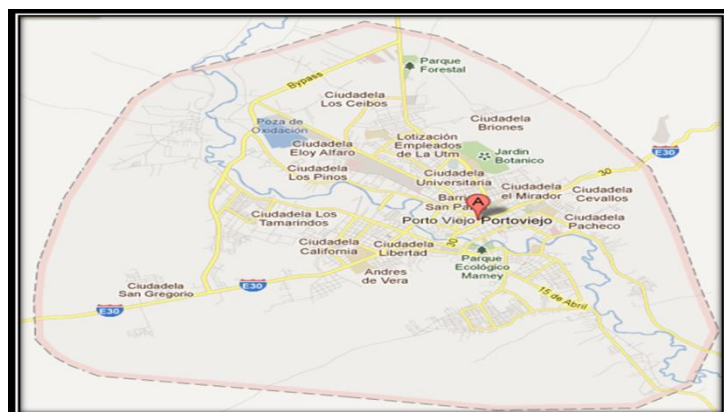 Parque
Forestal
Bypass
Ciudadela
Los Ceibos
Ciudadela
Briones
Poza de
Oxidación
Lotización
Empleados
de La Utm
Ciudadela
Eloy Alfaro
Jardin
Botanico
30
E30
Ciudadela
Los Pinos
Ciudadela
Universitaria
Ciudadela
el Mirador
Ciudadela
Cevallos
A
San Pa
Ciudadela Los
Tamarindos
Porto Viejo
Portoviejo
Ciudadela
Pacheco
Ciudadela
California
Ciudadela
Libertad
30
Parque
Ecológico
Mamey
Andres
de Vera
Ciudadela
San Gregorio
E30
15 de Abril
E30